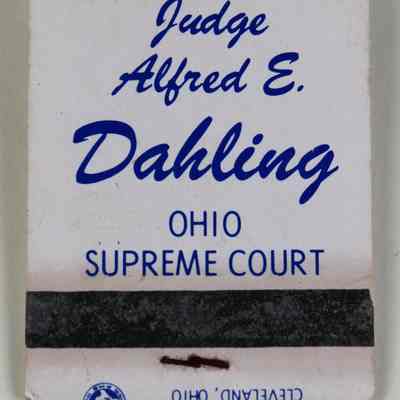 Judge
Alfred E.
Dahling
OHIO
SUPREME COURT
CLEVELAND, OHIO